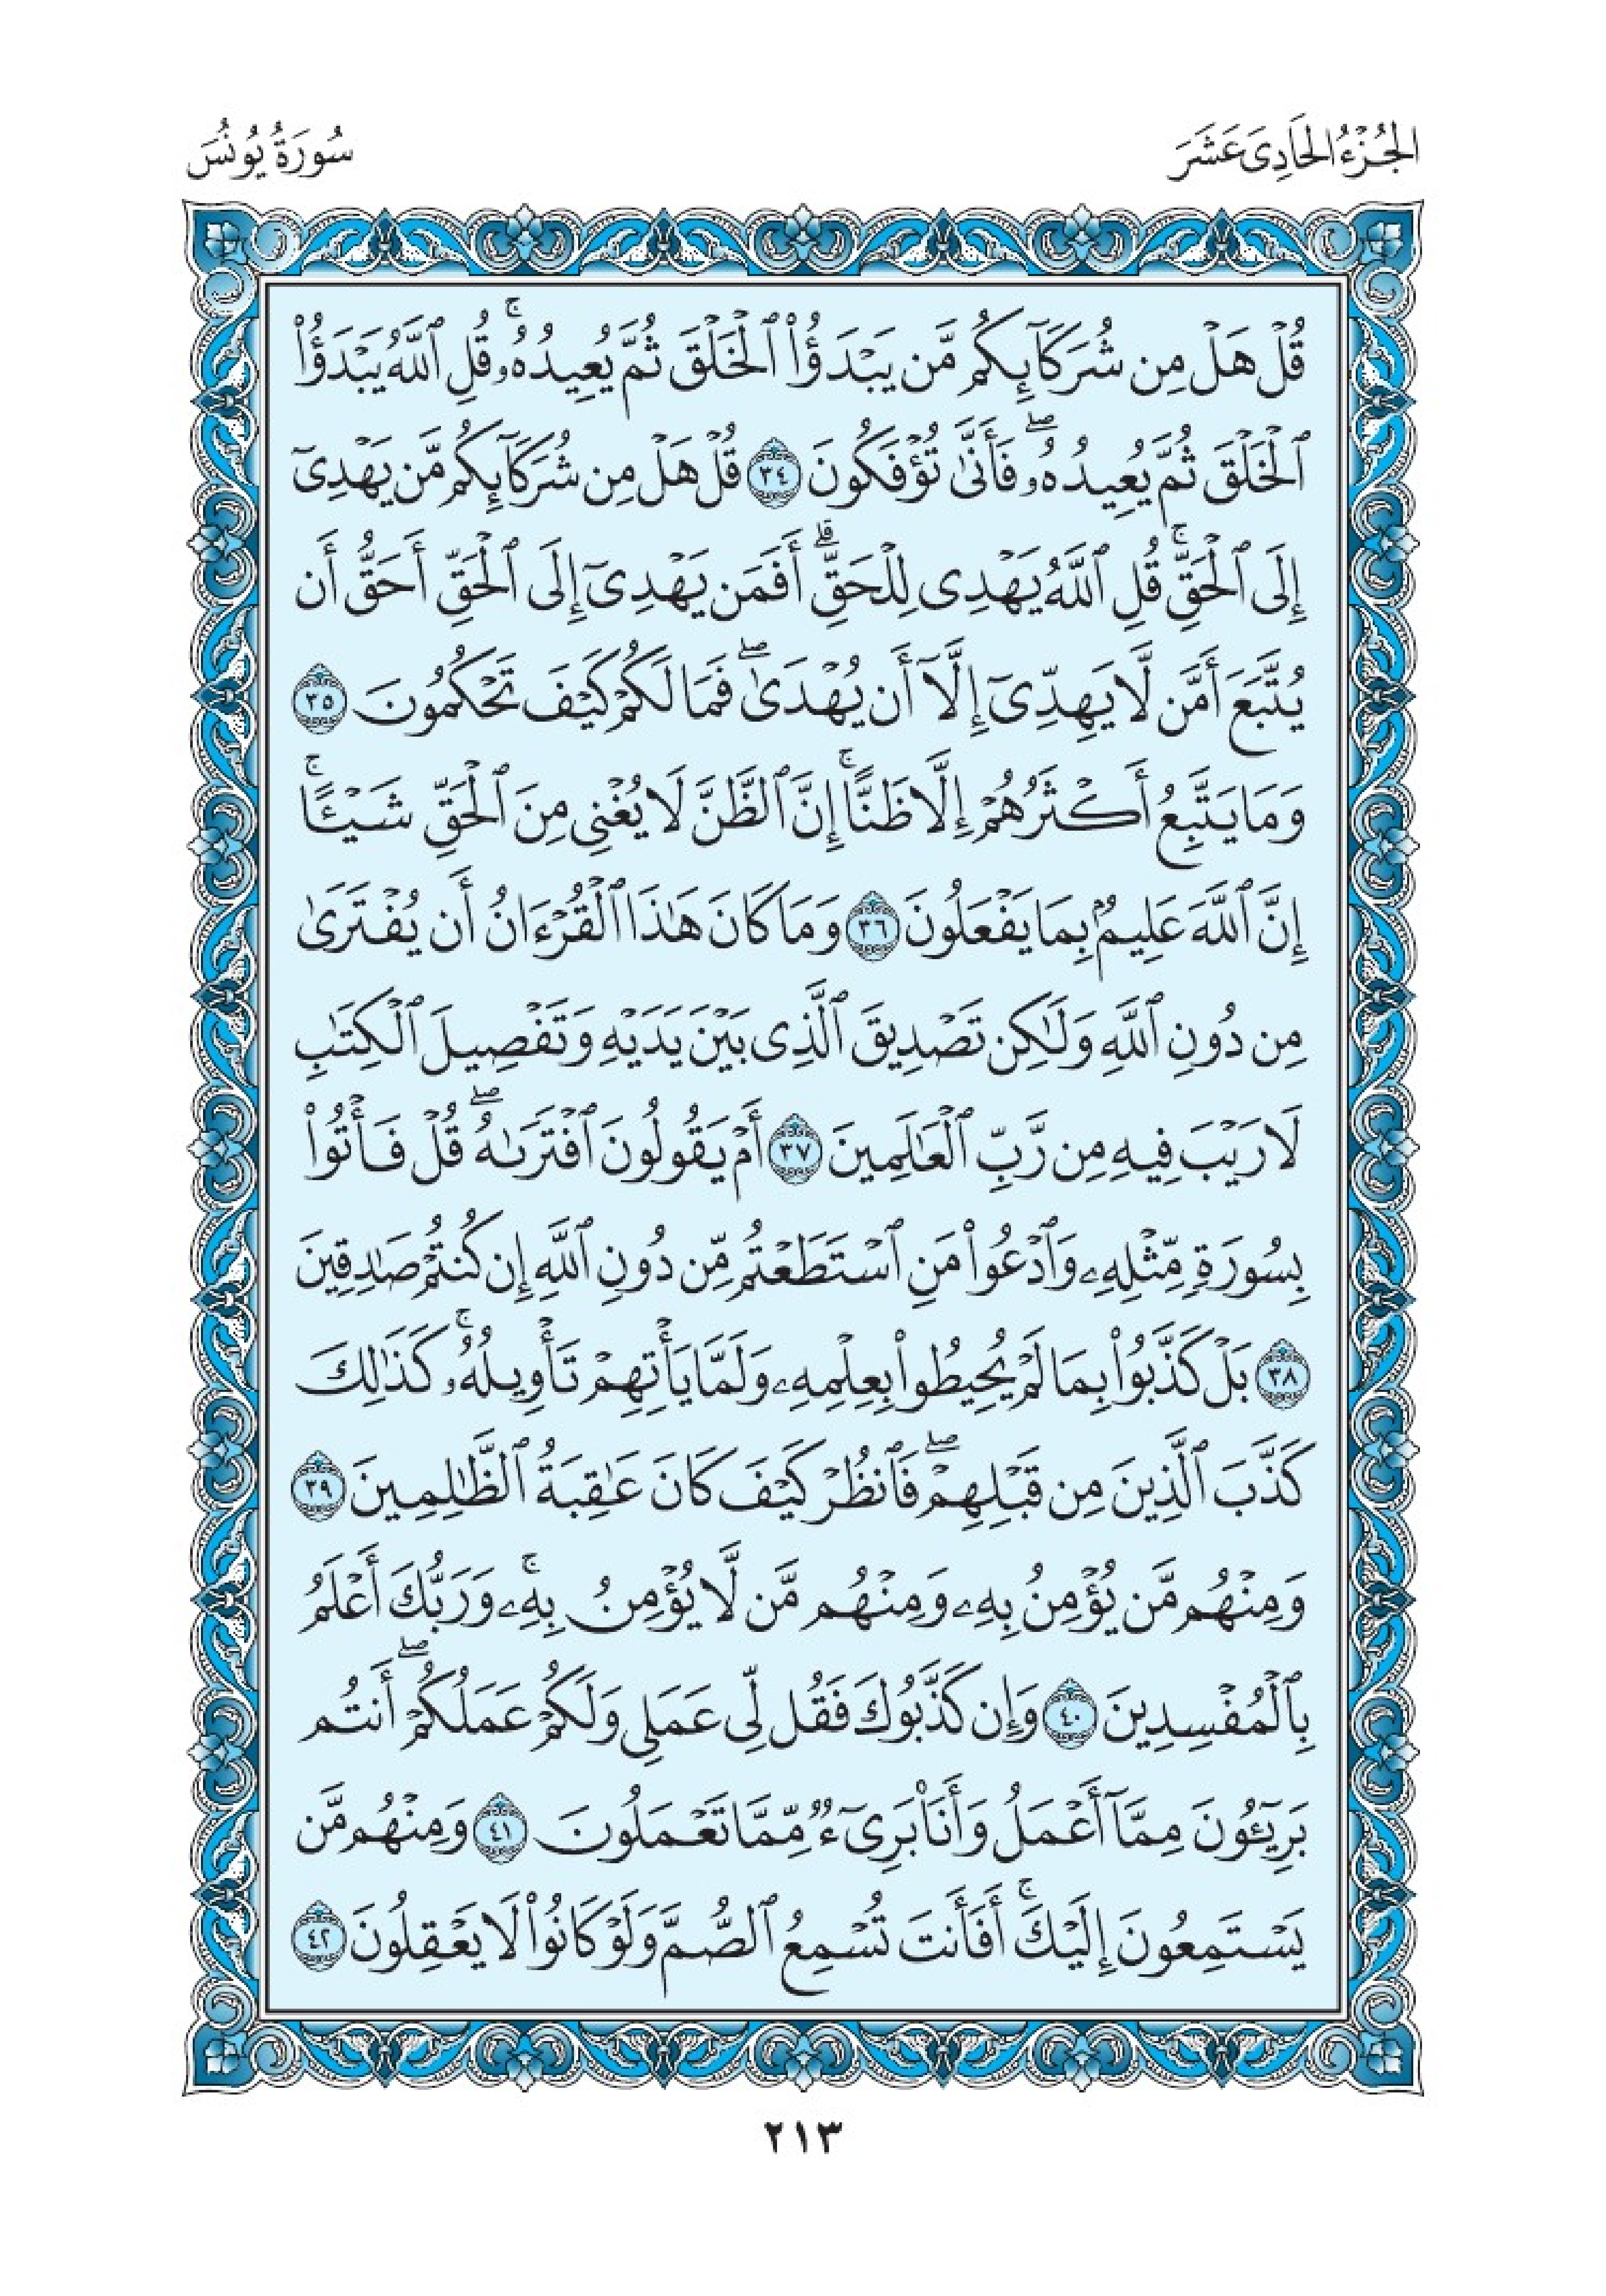 الجُزْءُ الحَادِىَ عَشَرَ
سُورَةُ يُونُسَ
قُلْ هَلْ مِن شُرَكَآئِكُم مَّن يَبْدَؤُا۟ ٱلْخَلْقَ ثُمَّ يُعِيدُهُۥ ۚ قُلِ ٱللَّهُ يَبْدَؤُا۟
ٱلْخَلْقَ ثُمَّ يُعِيدُهُۥ ۖ فَأَنَّىٰ تُؤْفَكُونَ ٣٤ قُلْ هَلْ مِن شُرَكَآئِكُم مَّن يَهْدِىٓ
إِلَى ٱلْحَقِّ ۚ قُلِ ٱللَّهُ يَهْدِى لِلْحَقِّ ۗ أَفَمَن يَهْدِىٓ إِلَى ٱلْحَقِّ أَحَقُّ أَن
يُتَّبَعَ أَمَّن لَّا يَهِدِّىٓ إِلَّآ أَن يُهْدَىٰ ۖ فَمَا لَكُمْ كَيْفَ تَحْكُمُونَ ٣٥
وَمَا يَتَّبِعُ أَكْثَرُهُمْ إِلَّا ظَنًّا ۚ إِنَّ ٱلظَّنَّ لَا يُغْنِى مِنَ ٱلْحَقِّ شَيْـًٔا ۚ
إِنَّ ٱللَّهَ عَلِيمٌۢ بِمَا يَفْعَلُونَ ٣٦ وَمَا كَانَ هَـٰذَا ٱلْقُرْءَانُ أَن يُفْتَرَىٰ
مِن دُونِ ٱللَّهِ وَلَـٰكِن تَصْدِيقَ ٱلَّذِى بَيْنَ يَدَيْهِ وَتَفْصِيلَ ٱلْكِتَـٰبِ
لَا رَيْبَ فِيهِ مِن رَّبِّ ٱلْعَـٰلَمِينَ ٣٧ أَمْ يَقُولُونَ ٱفْتَرَىٰهُ ۖ قُلْ فَأْتُوا۟
بِسُورَةٍ مِّثْلِهِۦ وَٱدْعُوا۟ مَنِ ٱسْتَطَعْتُم مِّن دُونِ ٱللَّهِ إِن كُنتُمْ صَـٰدِقِينَ
٣٨ بَلْ كَذَّبُوا۟ بِمَا لَمْ يُحِيطُوا۟ بِعِلْمِهِۦ وَلَمَّا يَأْتِهِمْ تَأْوِيلُهُۥ ۚ كَذَٰلِكَ
كَذَّبَ ٱلَّذِينَ مِن قَبْلِهِمْ ۖ فَٱنظُرْ كَيْفَ كَانَ عَـٰقِبَةُ ٱلظَّـٰلِمِينَ ٣٩
وَمِنْهُم مَّن يُؤْمِنُ بِهِۦ وَمِنْهُم مَّن لَّا يُؤْمِنُ بِهِۦ ۚ وَرَبُّكَ أَعْلَمُ
بِٱلْمُفْسِدِينَ ٤٠ وَإِن كَذَّبُوكَ فَقُل لِّى عَمَلِى وَلَكُمْ عَمَلُكُمْ ۖ أَنتُم
بَرِيٓـُٔونَ مِمَّآ أَعْمَلُ وَأَنَا۠ بَرِىٓءٌ مِّمَّا تَعْمَلُونَ ٤١ وَمِنْهُم مَّن
يَسْتَمِعُونَ إِلَيْكَ ۚ أَفَأَنتَ تُسْمِعُ ٱلصُّمَّ وَلَوْ كَانُوا۟ لَا يَعْقِلُونَ ٤٢
٢١٣